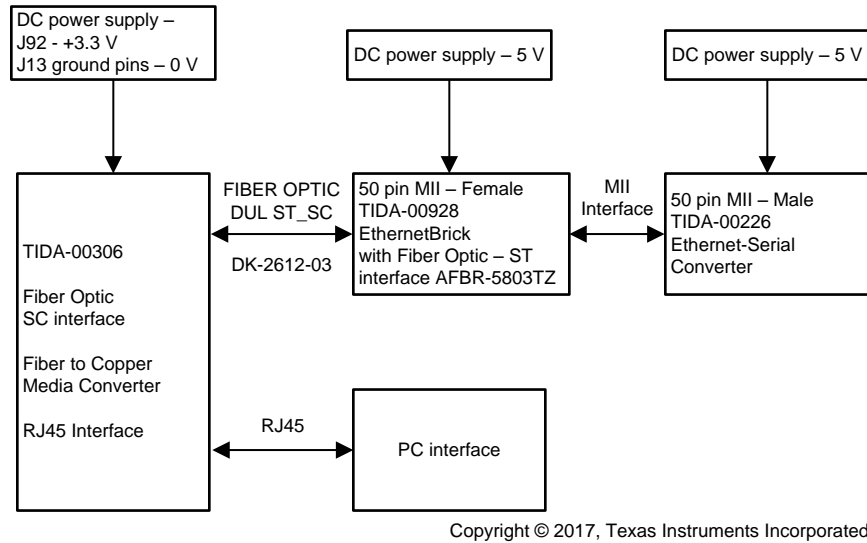 DC power supply –
J92 - +3.3 V
J13 ground pins – 0 V
DC power supply – 5 V
DC power supply – 5 V
TIDA-00306
Fiber Optic
SC interface
Fiber to Copper
Media Converter
RJ45 Interface
FIBER OPTIC
DUL ST_SC
DK-2612-03
50 pin MII – Female
TIDA-00928
EthernetBrick
with Fiber Optic – ST
interface AFBR-5803TZ
MII
Interface
50 pin MII – Male
TIDA-00226
Ethernet-Serial
Converter
RJ45
PC interface
Copyright © 2017, Texas Instruments Incorporated